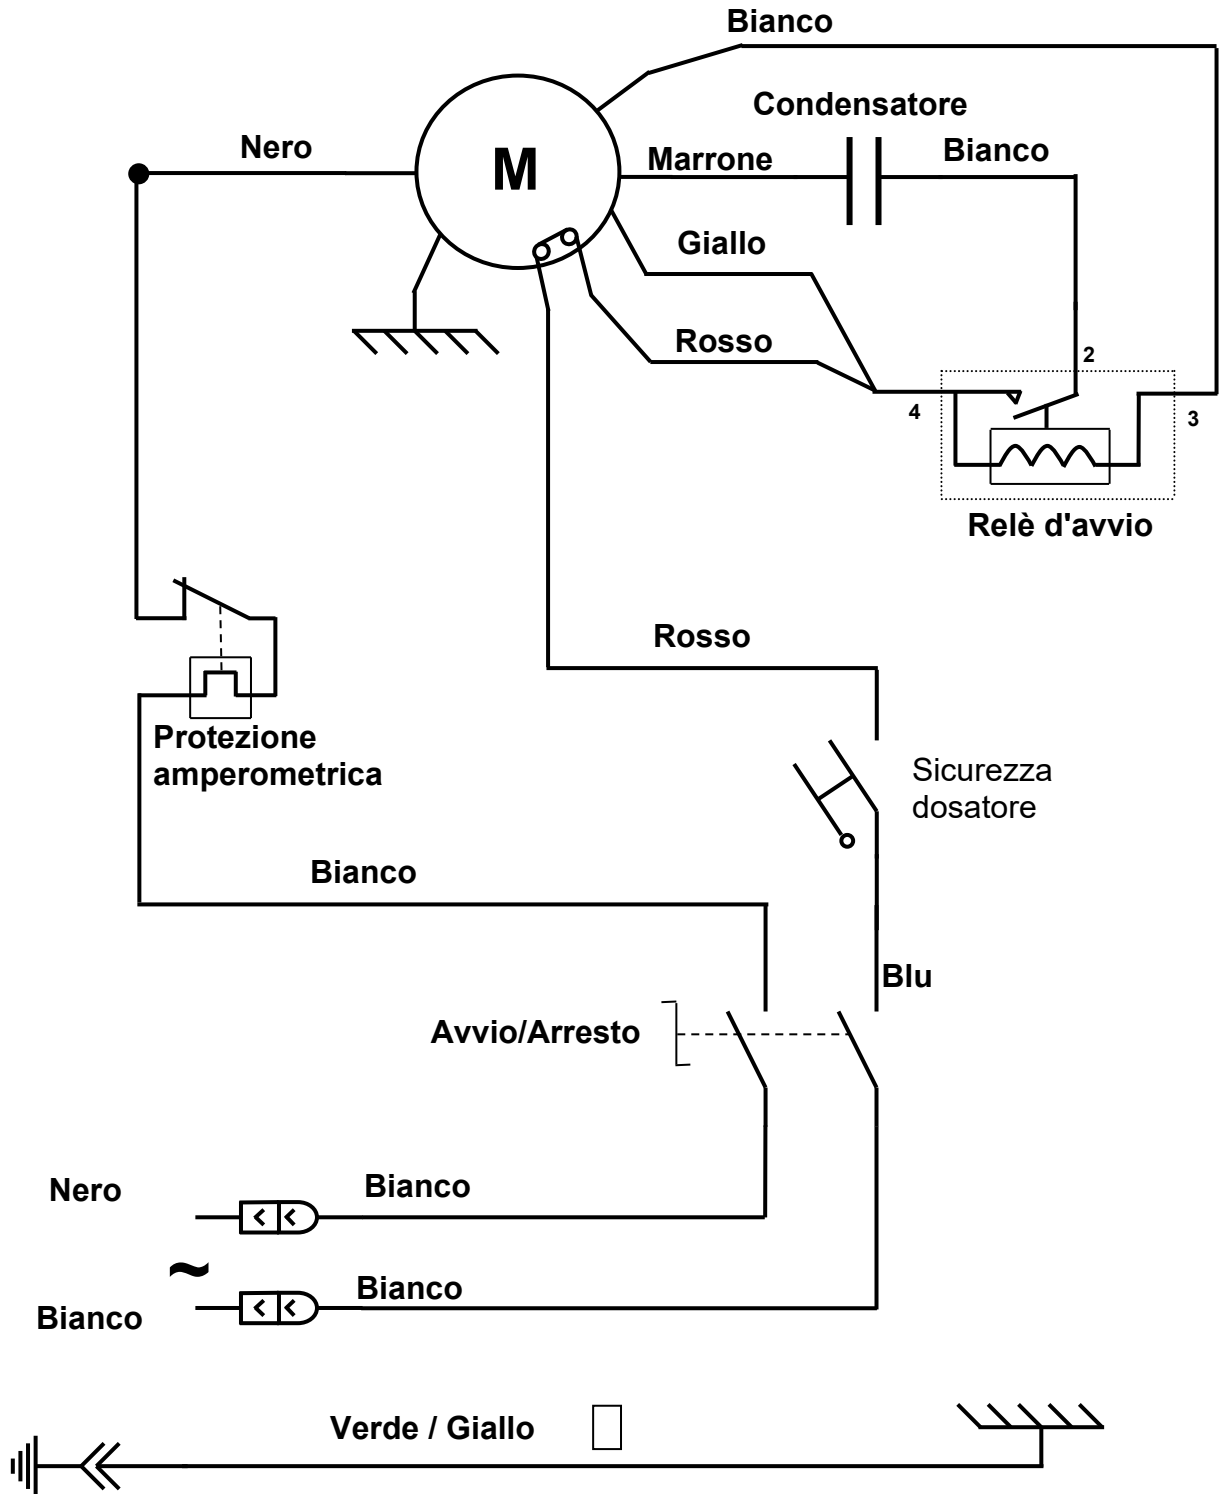 Bianco
Condensatore
Nero
M
Marrone
Bianco
Giallo
Rosso
2
4
3
Relè d'avvio
Rosso
Protezione
amperometrica
Sicurezza
dosatore
Bianco
Blu
Avvio/Arresto
Nero
Bianco
~
Bianco
Bianco
Verde / Giallo